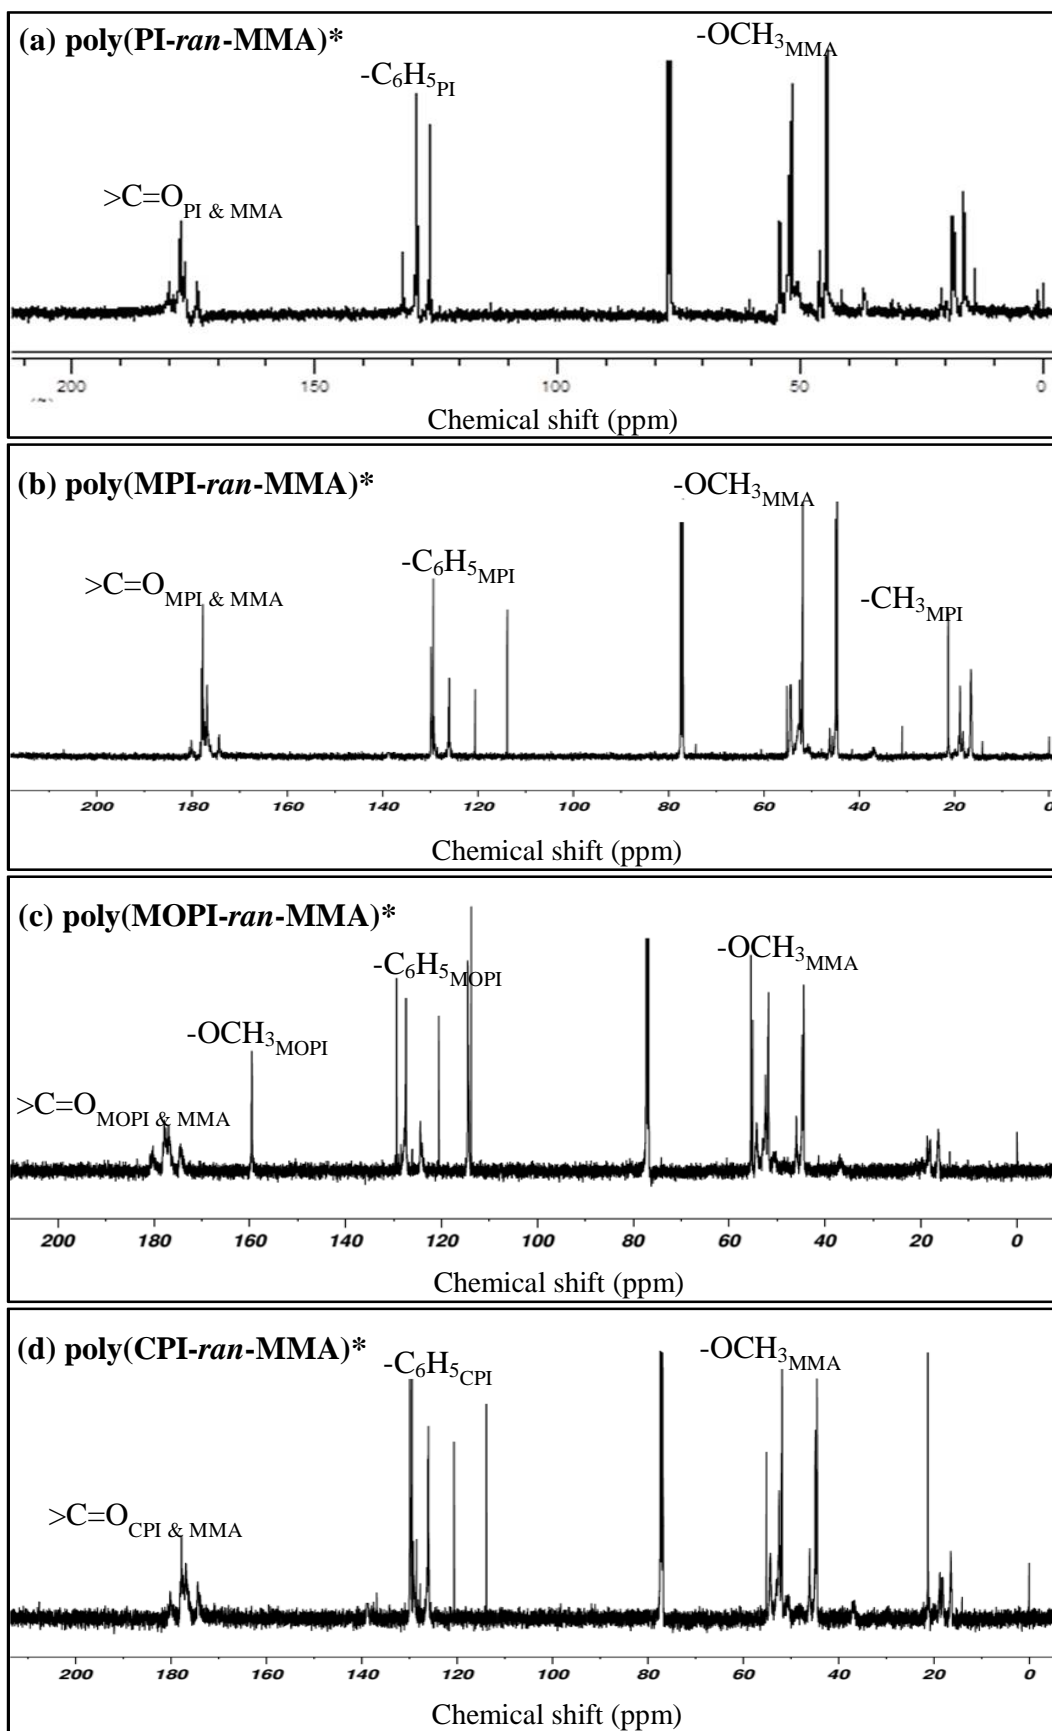 (a) poly(PI-ran-MMA)*
-OCH3MMA
-C6H5PI
>C=OPI & MMA
200 150 100 50 0
Chemical shift (ppm)
(b) poly(MPI-ran-MMA)*
-OCH3MMA
-C6H5MPI
>C=OMPI & MMA
-CH3MPI
200 180 160 140 120 100 80 60 40 20 0
Chemical shift (ppm)
(c) poly(MOPI-ran-MMA)*
-OCH3MMA
-C6H5MOPI
-OCH3MOPI
>C=OMOPI & MMA
200 180 160 140 120 100 80 60 40 20 0
Chemical shift (ppm)
(d) poly(CPI-ran-MMA)*
-OCH3MMA
-C6H5CPI
>C=OCPI & MMA
200 180 160 140 120 100 80 60 40 20 0
Chemical shift (ppm)